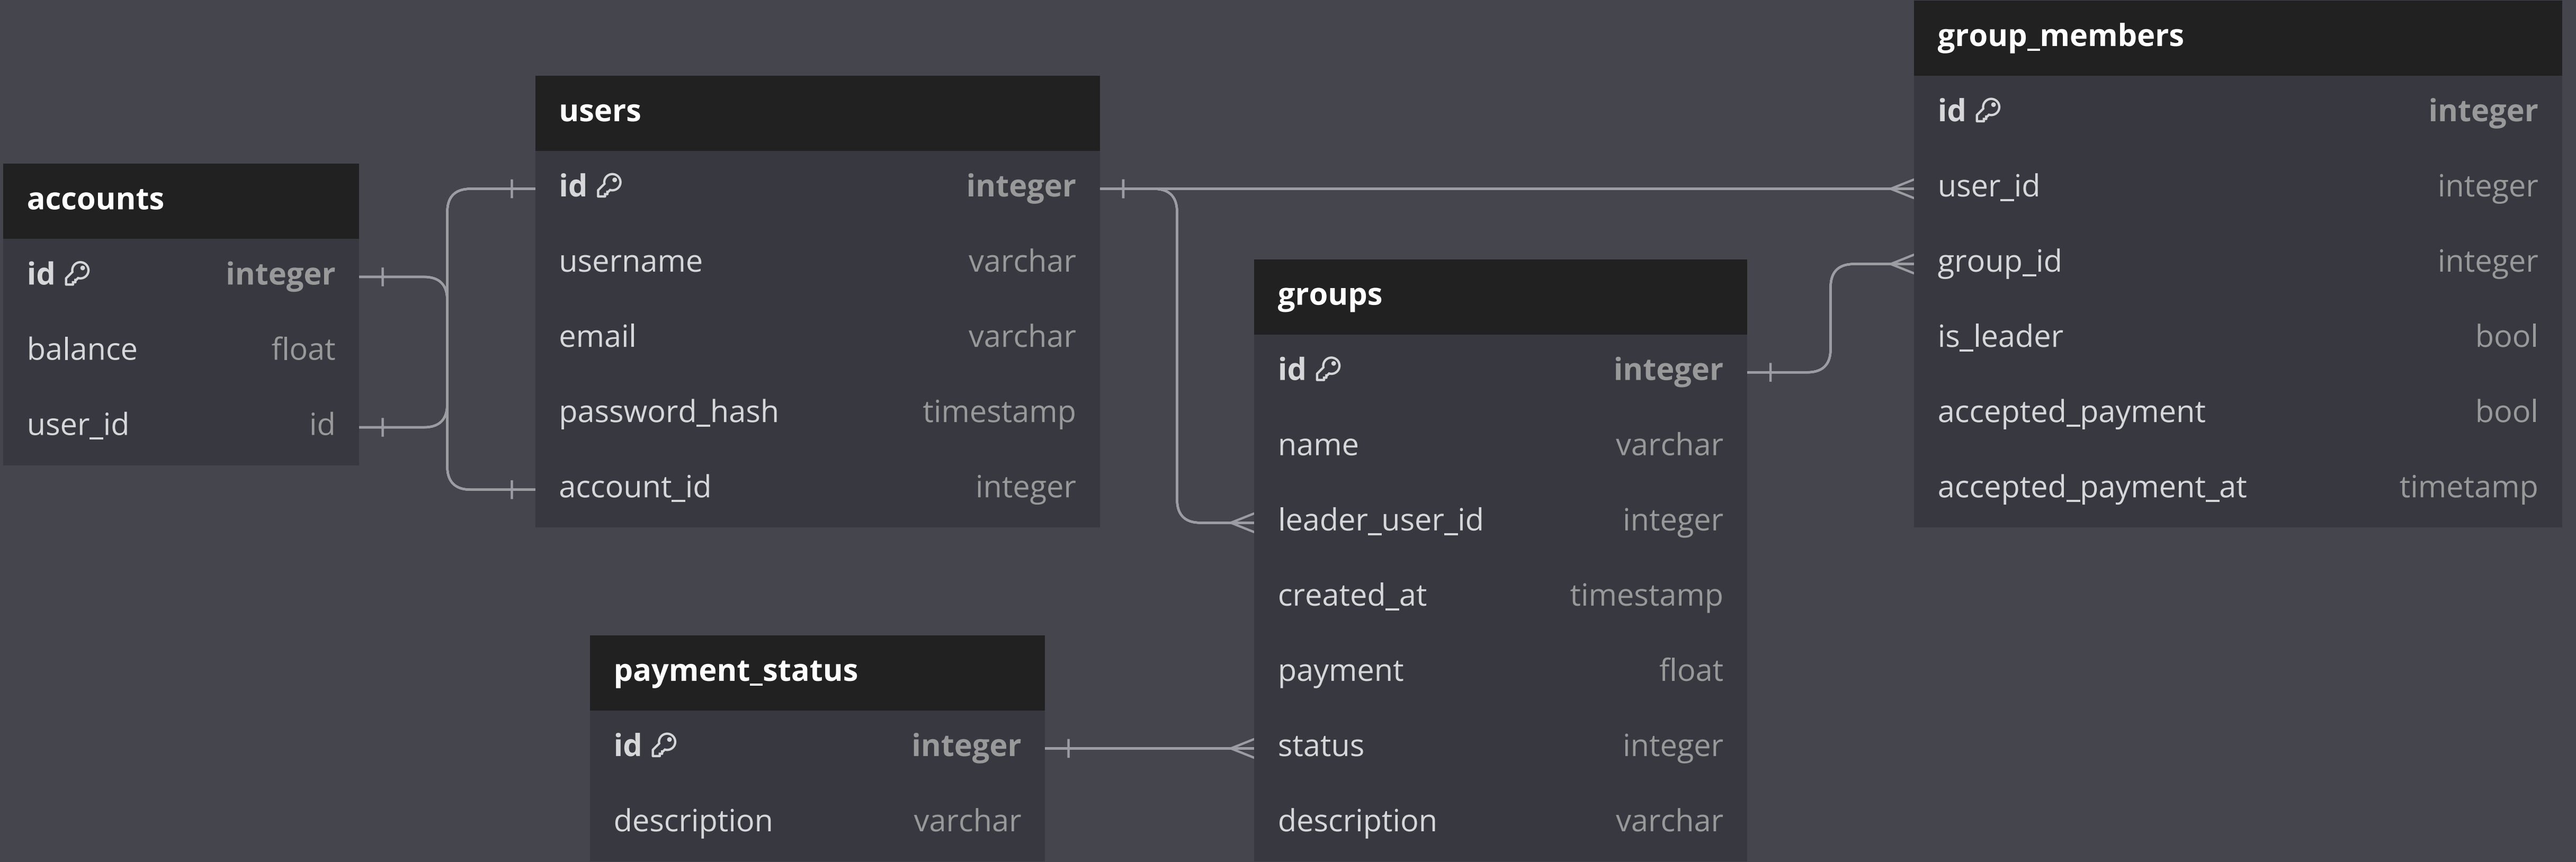 accounts
id integer
balance float
user_id id
users
id integer
username varchar
email varchar
password_hash timestamp
account_id integer
payment_status
id integer
description varchar
groups
id integer
name varchar
leader_user_id integer
created_at timestamp
payment float
status integer
description varchar
group_members
id integer
user_id integer
group_id integer
is_leader bool
accepted_payment bool
accepted_payment_at timetamp